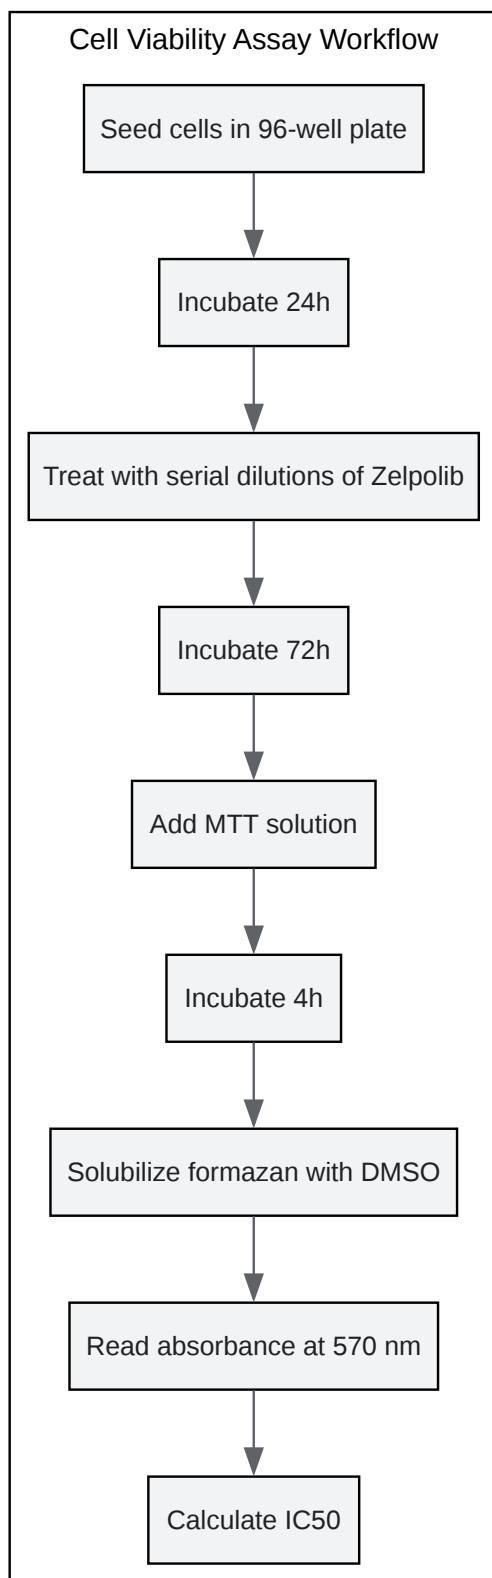 Cell Viability Assay Workflow
Seed cells in 96-well plate
Incubate 24h
Treat with serial dilutions of Zelpolib
Incubate 72h
Add MTT solution
Incubate 4h
Solubilize formazan with DMSO
Read absorbance at 570 nm
Calculate IC50